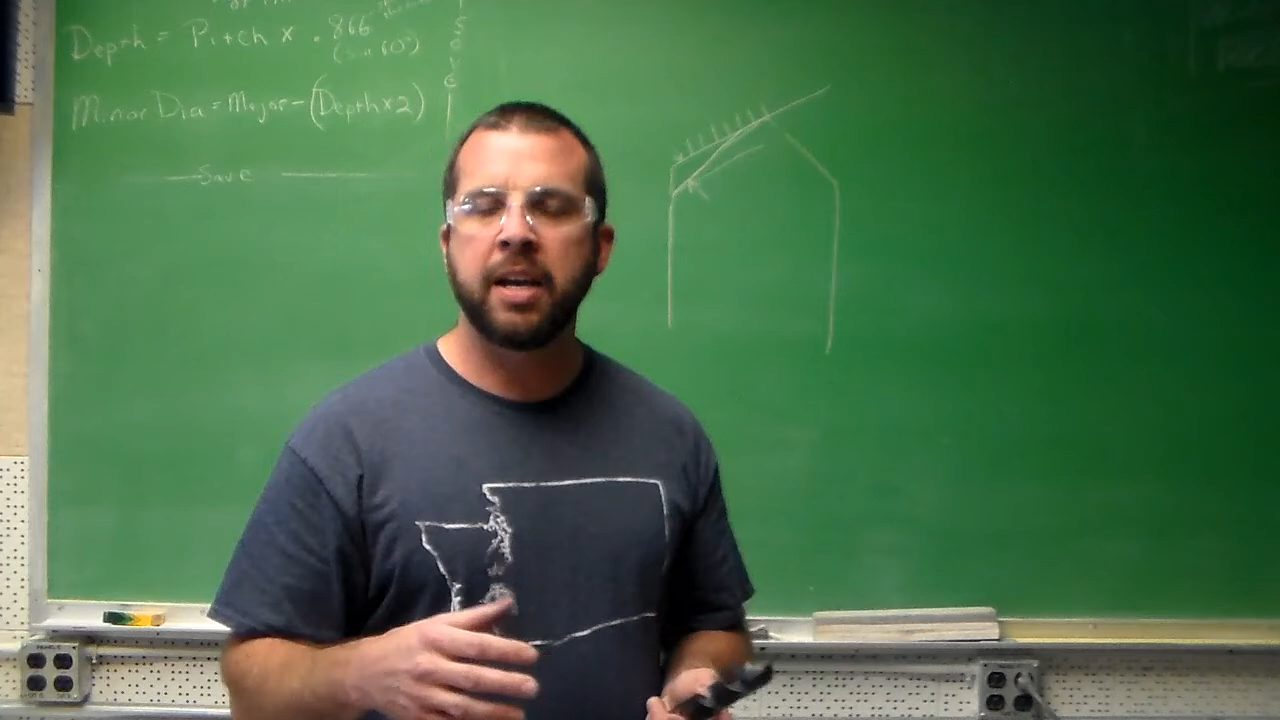 Depth = Pitch x .866
(sin 60°)
Minor Dia = Major - (Depth x 2)
Save
S
a
v
e